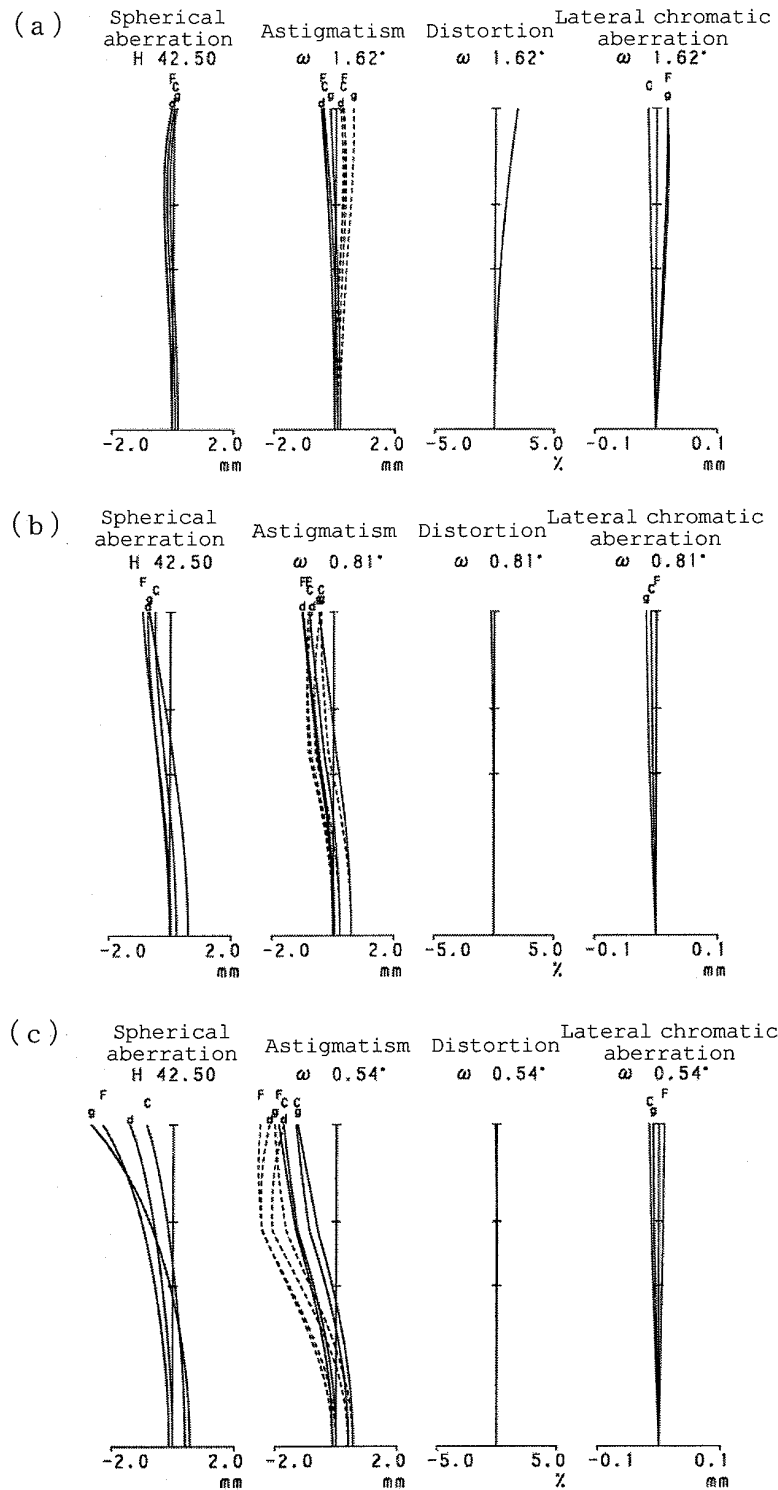 (a)
Spherical
aberration
H 42.50
F
C
g
d
-2.0 2.0
mm
Astigmatism
ω 1.62°
F F
C C
d g d g
-2.0 2.0
mm
Distortion
ω 1.62°
-5.0 5.0
%
Lateral chromatic
aberration
ω 1.62°
C F
g
-0.1 0.1
mm
(b)
Spherical
aberration
H 42.50
F C
g
d
-2.0 2.0
mm
Astigmatism
ω 0.81°
-2.0 2.0
mm
Distortion
ω 0.81°
-5.0 5.0
%
Lateral chromatic
aberration
ω 0.81°
F
C
g
-0.1 0.1
mm
(c)
Spherical
aberration
H 42.50
F
C
g d
-2.0 2.0
mm
Astigmatism
ω 0.54°
F F
C C
d g d g
-2.0 2.0
mm
Distortion
ω 0.54°
-5.0 5.0
%
Lateral chromatic
aberration
ω 0.54°
F
C
g
-0.1 0.1
mm